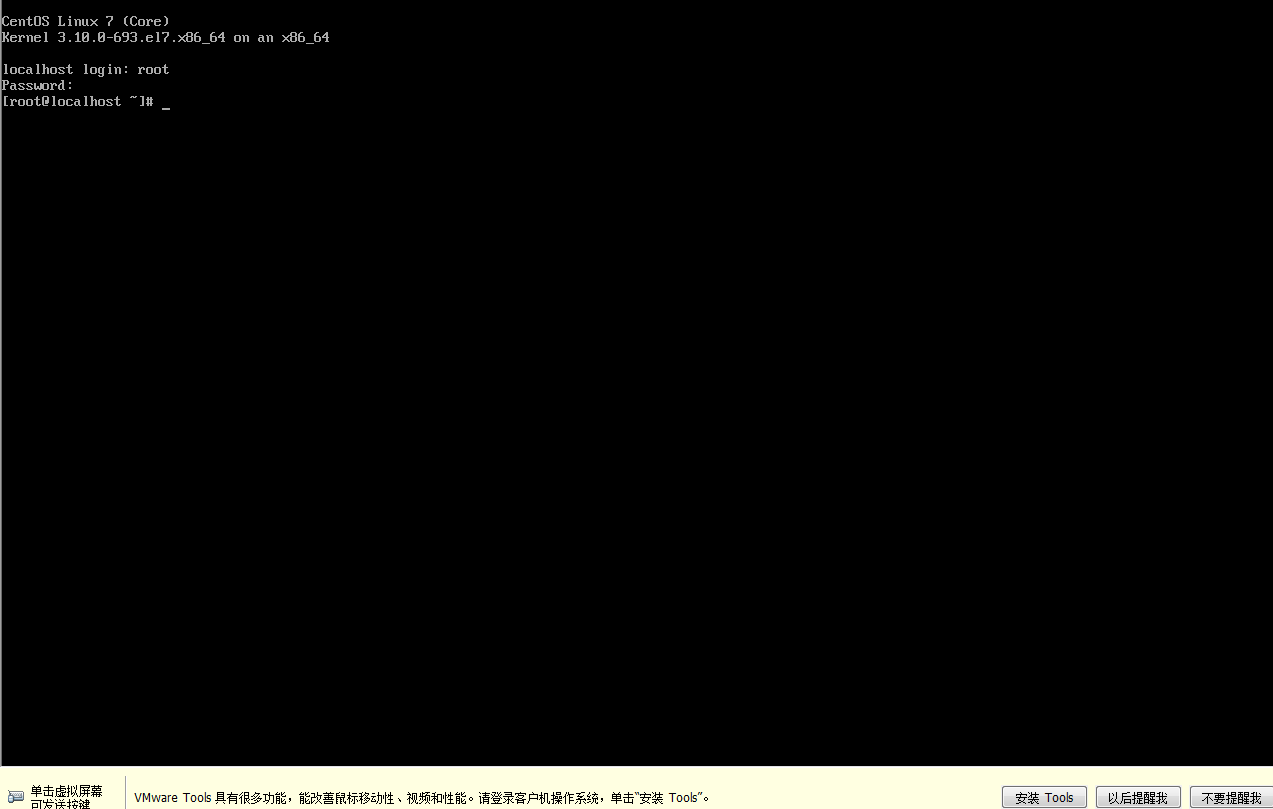 CentOS Linux 7 (Core)
Kernel 3.10.0-693.el7.x86_64 on an x86_64
localhost login: root
Password:
[root@localhost ~]# _
单击虚拟屏幕
可发送按键
VMware Tools 具有很多功能，能改善鼠标移动性、视频和性能。请登录客户机操作系统，单击“安装 Tools”。
安装 Tools
以后提醒我
不要提醒我